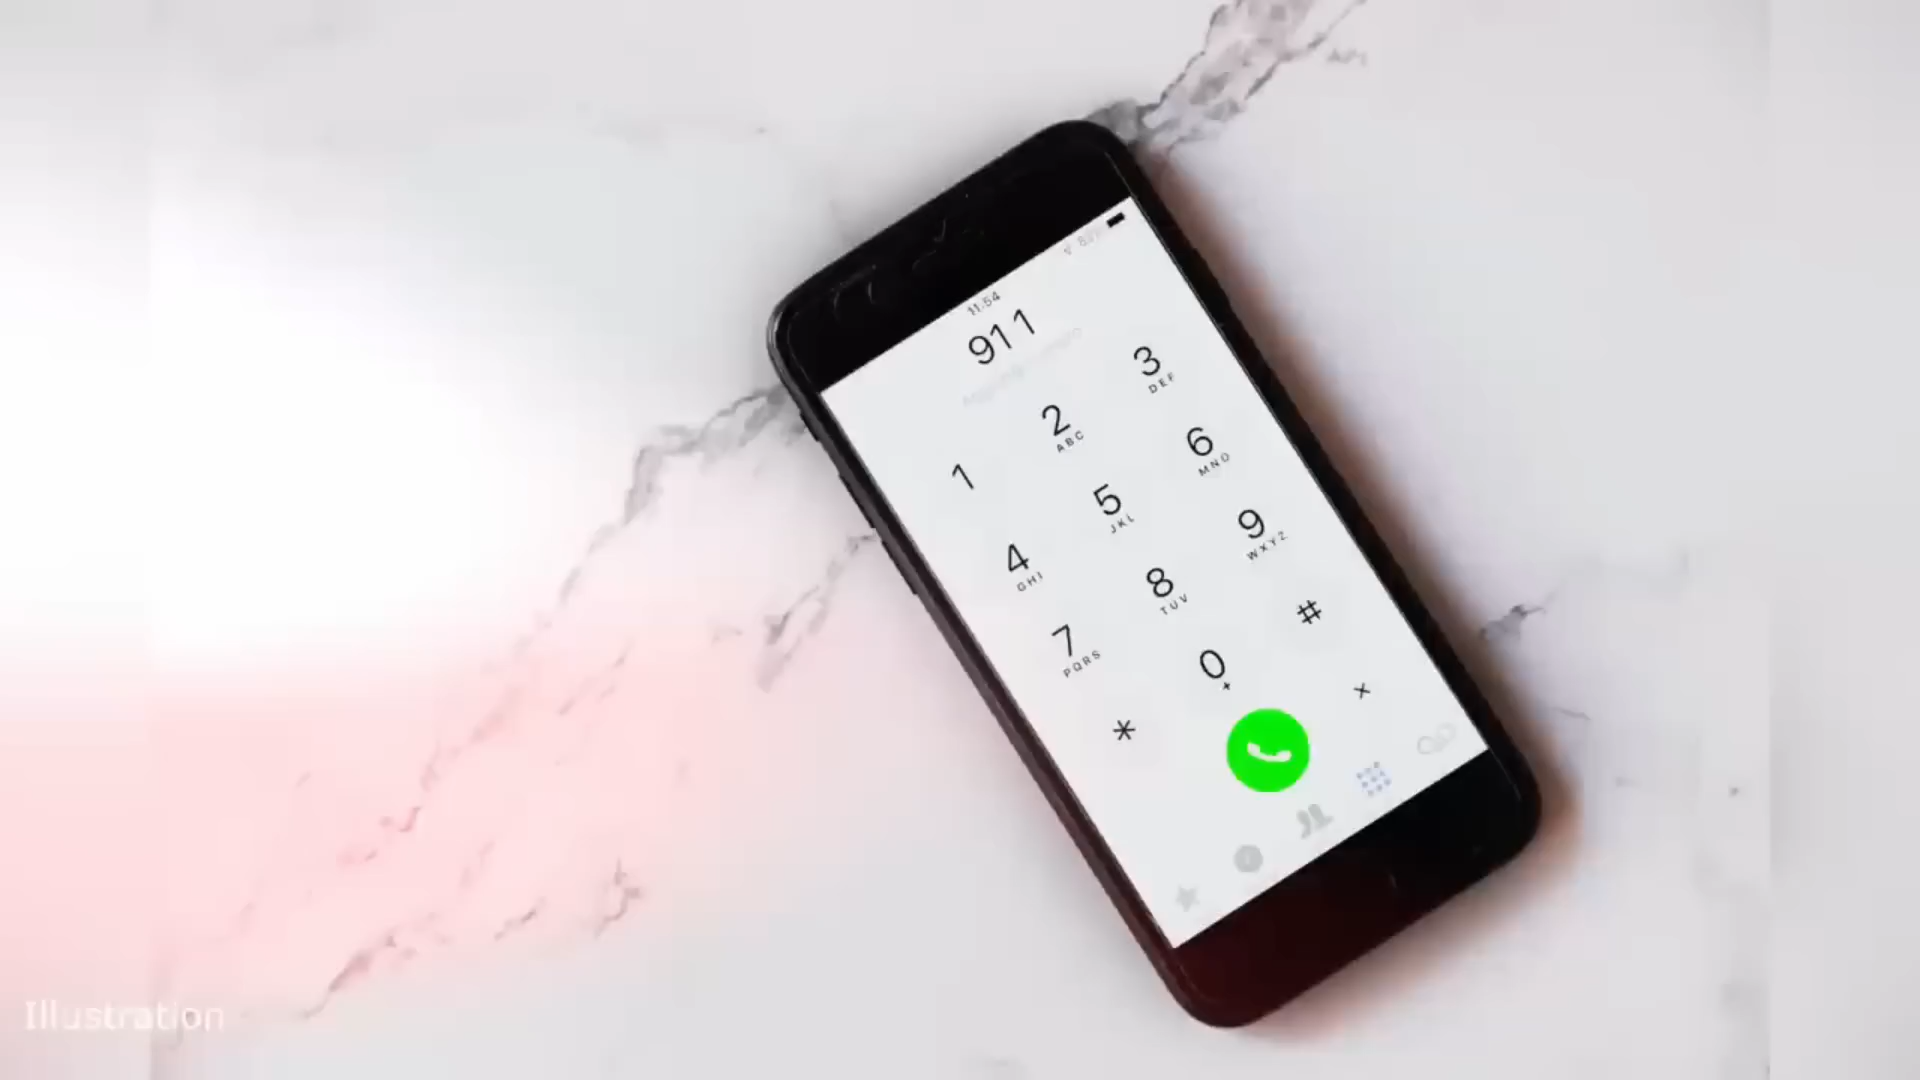 11:54
911
1
2
ABC
3
DEF
4
GHI
5
JKL
6
MNO
7
PQRS
8
TUV
9
WXYZ
*
0
+
#
×
Illustration